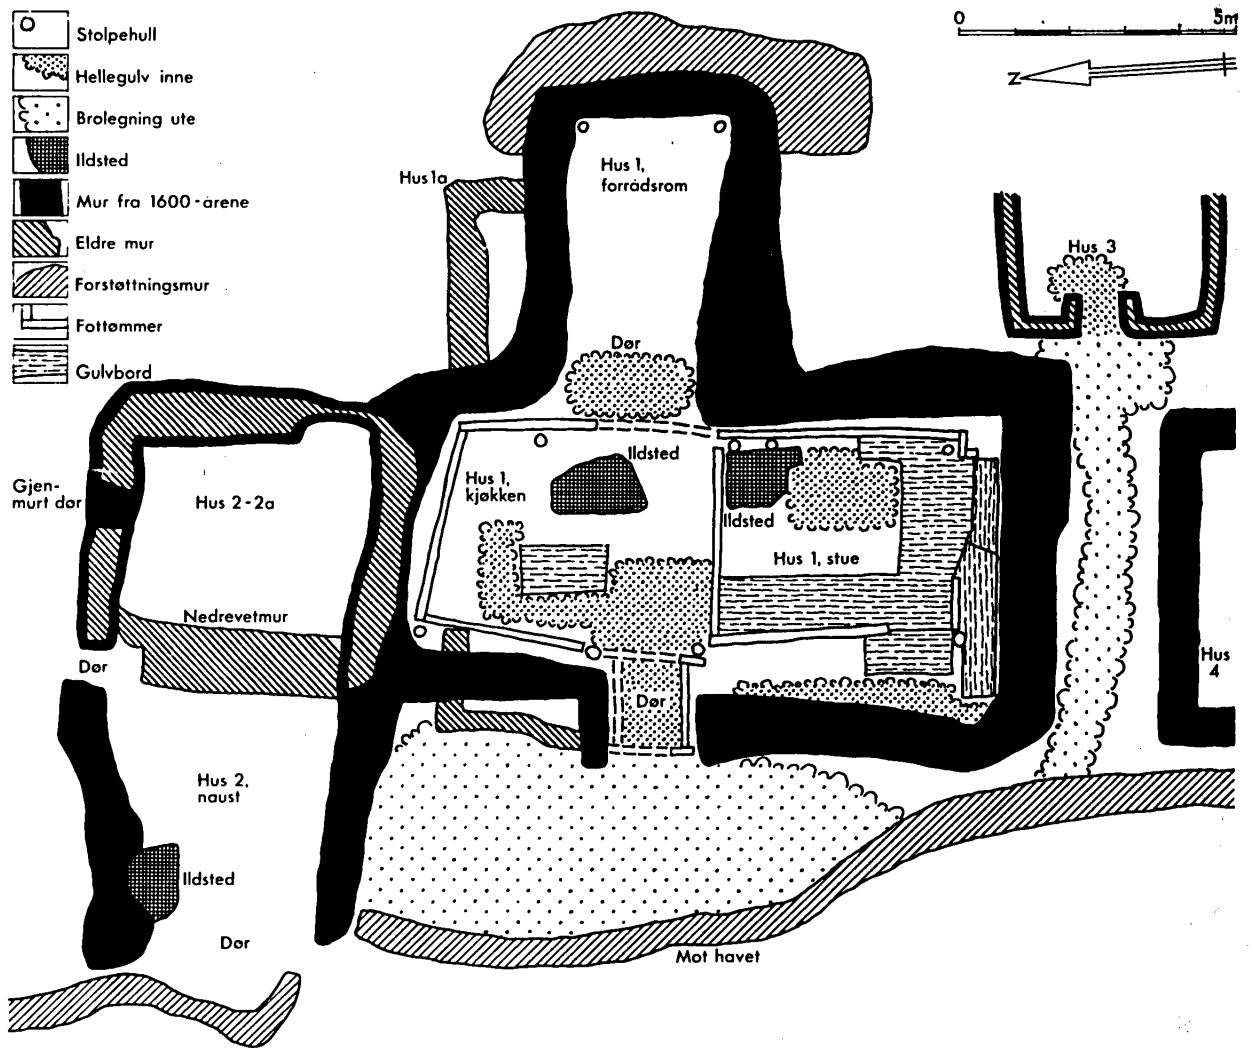 Stolpehull
Hellegulv inne
Brolegning ute
Ildsted
Mur fra 1600-årene
Eldre mur
Forstøttningsmur
Fottømmer
Gulvbord
0 5m
N
Hus 1a
Hus 1,
forrådsrom
Hus 3
Dør
Ildsted
Hus 1,
kjøkken
Ildsted
Hus 1, stue
Gjen-
murt dør
Hus 2-2a
Nedrevetmur
Dør
Dør
Hus
4
Hus 2,
naust
Ildsted
Dør
Mot havet